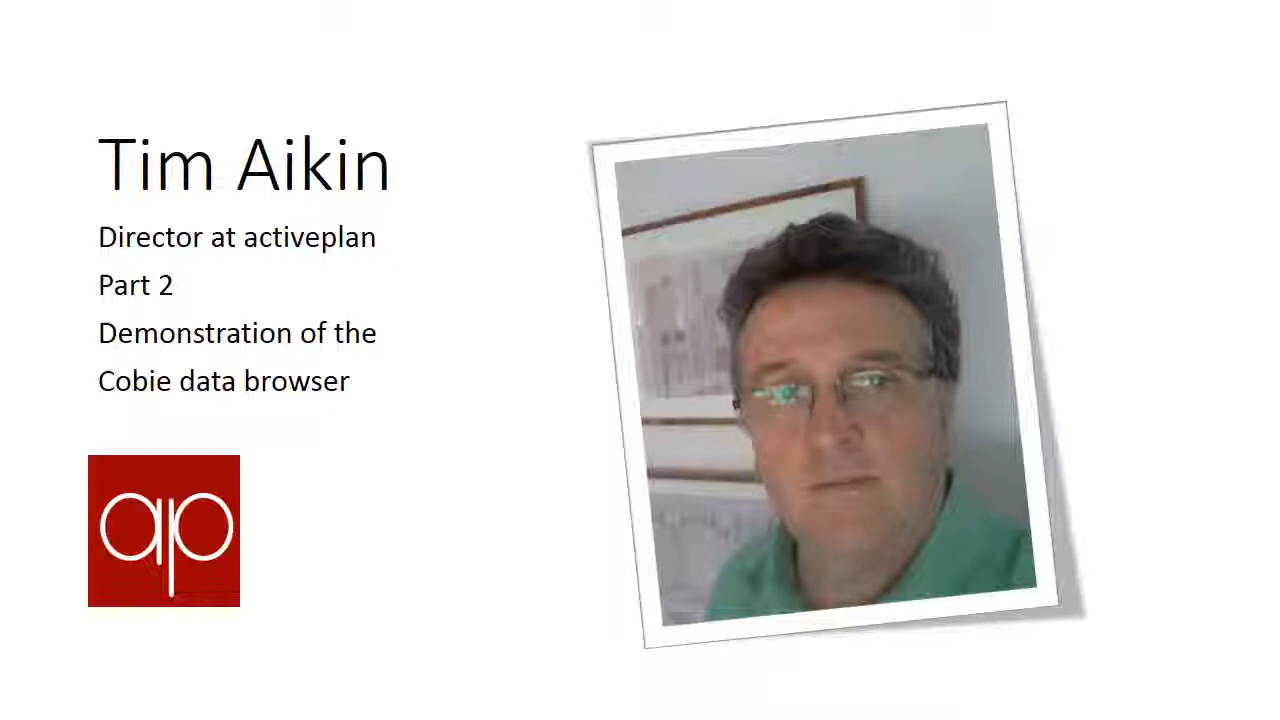 Tim Aikin
Director at activeplan
Part 2
Demonstration of the
Cobie data browser
ap